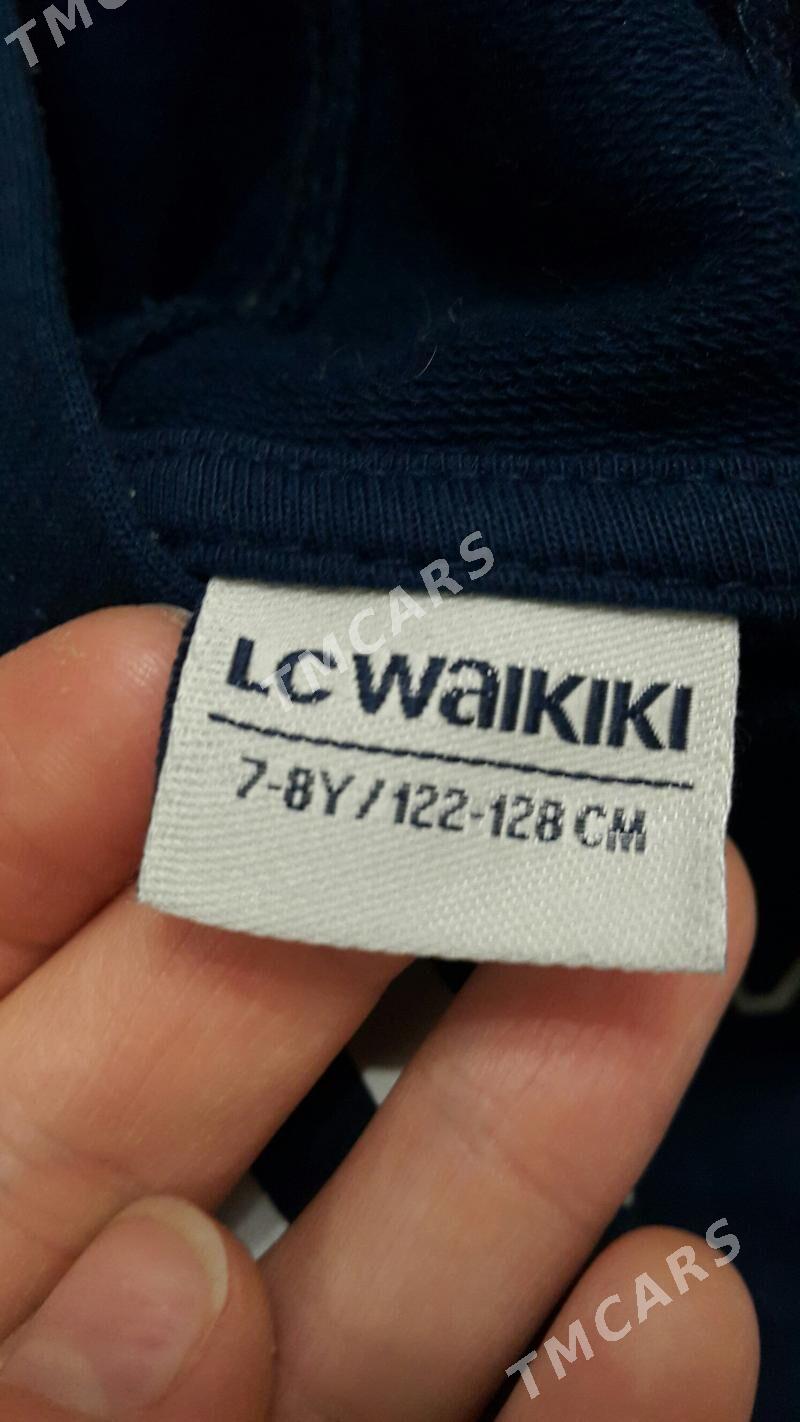 TMCARS
TMCARS
LC WAIKIKI
7-8Y / 122-128 CM
TMCARS